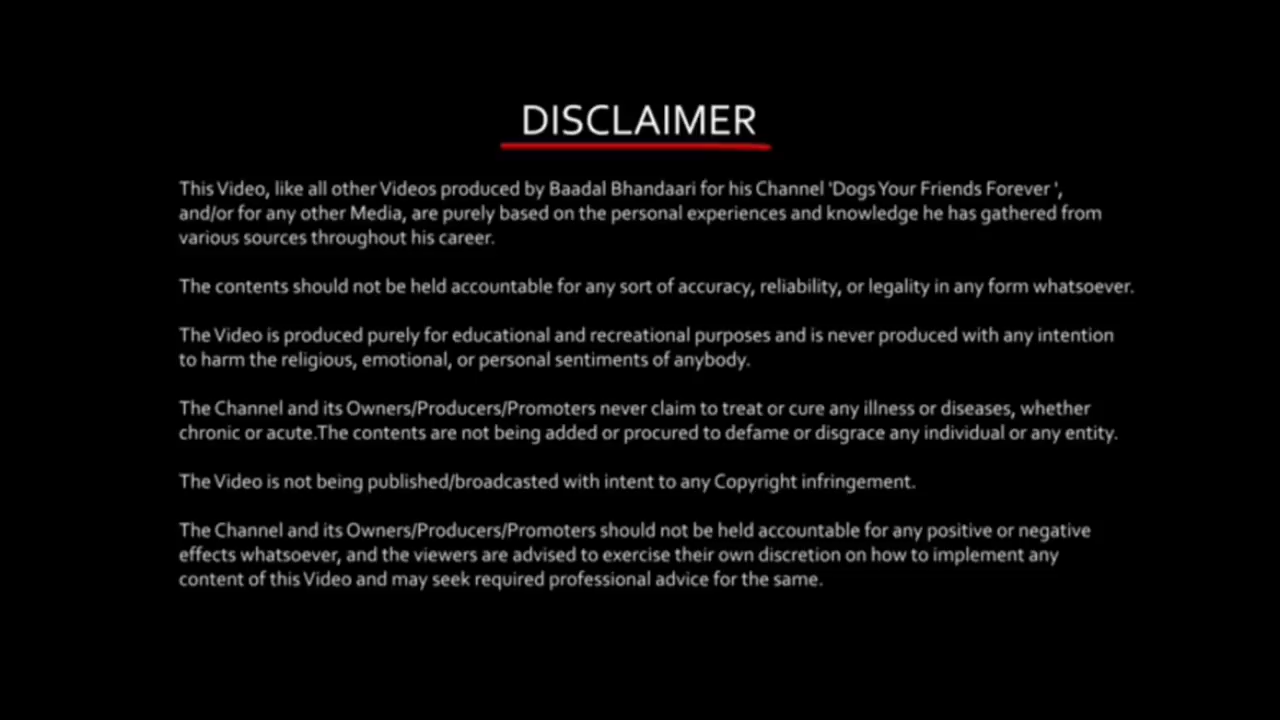 DISCLAIMER
This Video, like all other Videos produced by Baadal Bhandaari for his Channel 'Dogs Your Friends Forever ',
and/or for any other Media, are purely based on the personal experiences and knowledge he has gathered from
various sources throughout his career.
The contents should not be held accountable for any sort of accuracy, reliability, or legality in any form whatsoever.
The Video is produced purely for educational and recreational purposes and is never produced with any intention
to harm the religious, emotional, or personal sentiments of anybody.
The Channel and its Owners/Producers/Promoters never claim to treat or cure any illness or diseases, whether
chronic or acute.The contents are not being added or procured to defame or disgrace any individual or any entity.
The Video is not being published/broadcasted with intent to any Copyright infringement.
The Channel and its Owners/Producers/Promoters should not be held accountable for any positive or negative
effects whatsoever, and the viewers are advised to exercise their own discretion on how to implement any
content of this Video and may seek required professional advice for the same.